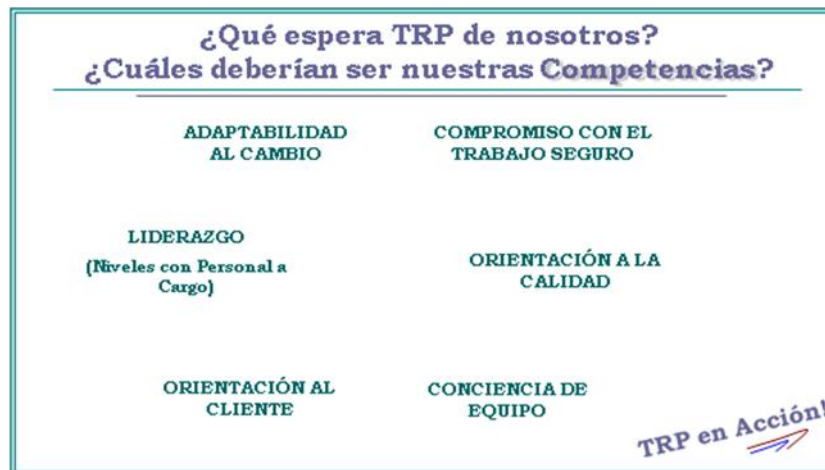 ¿Qué espera TRP de nosotros?
¿Cuáles deberían ser nuestras Competencias?
ADAPTABILIDAD
AL CAMBIO
COMPROMISO CON EL
TRABAJO SEGURO
LIDERAZGO
(Niveles con Personal a
Cargo)
ORIENTACIÓN A LA
CALIDAD
ORIENTACIÓN AL
CLIENTE
CONCIENCIA DE
EQUIPO
TRP en Acción!